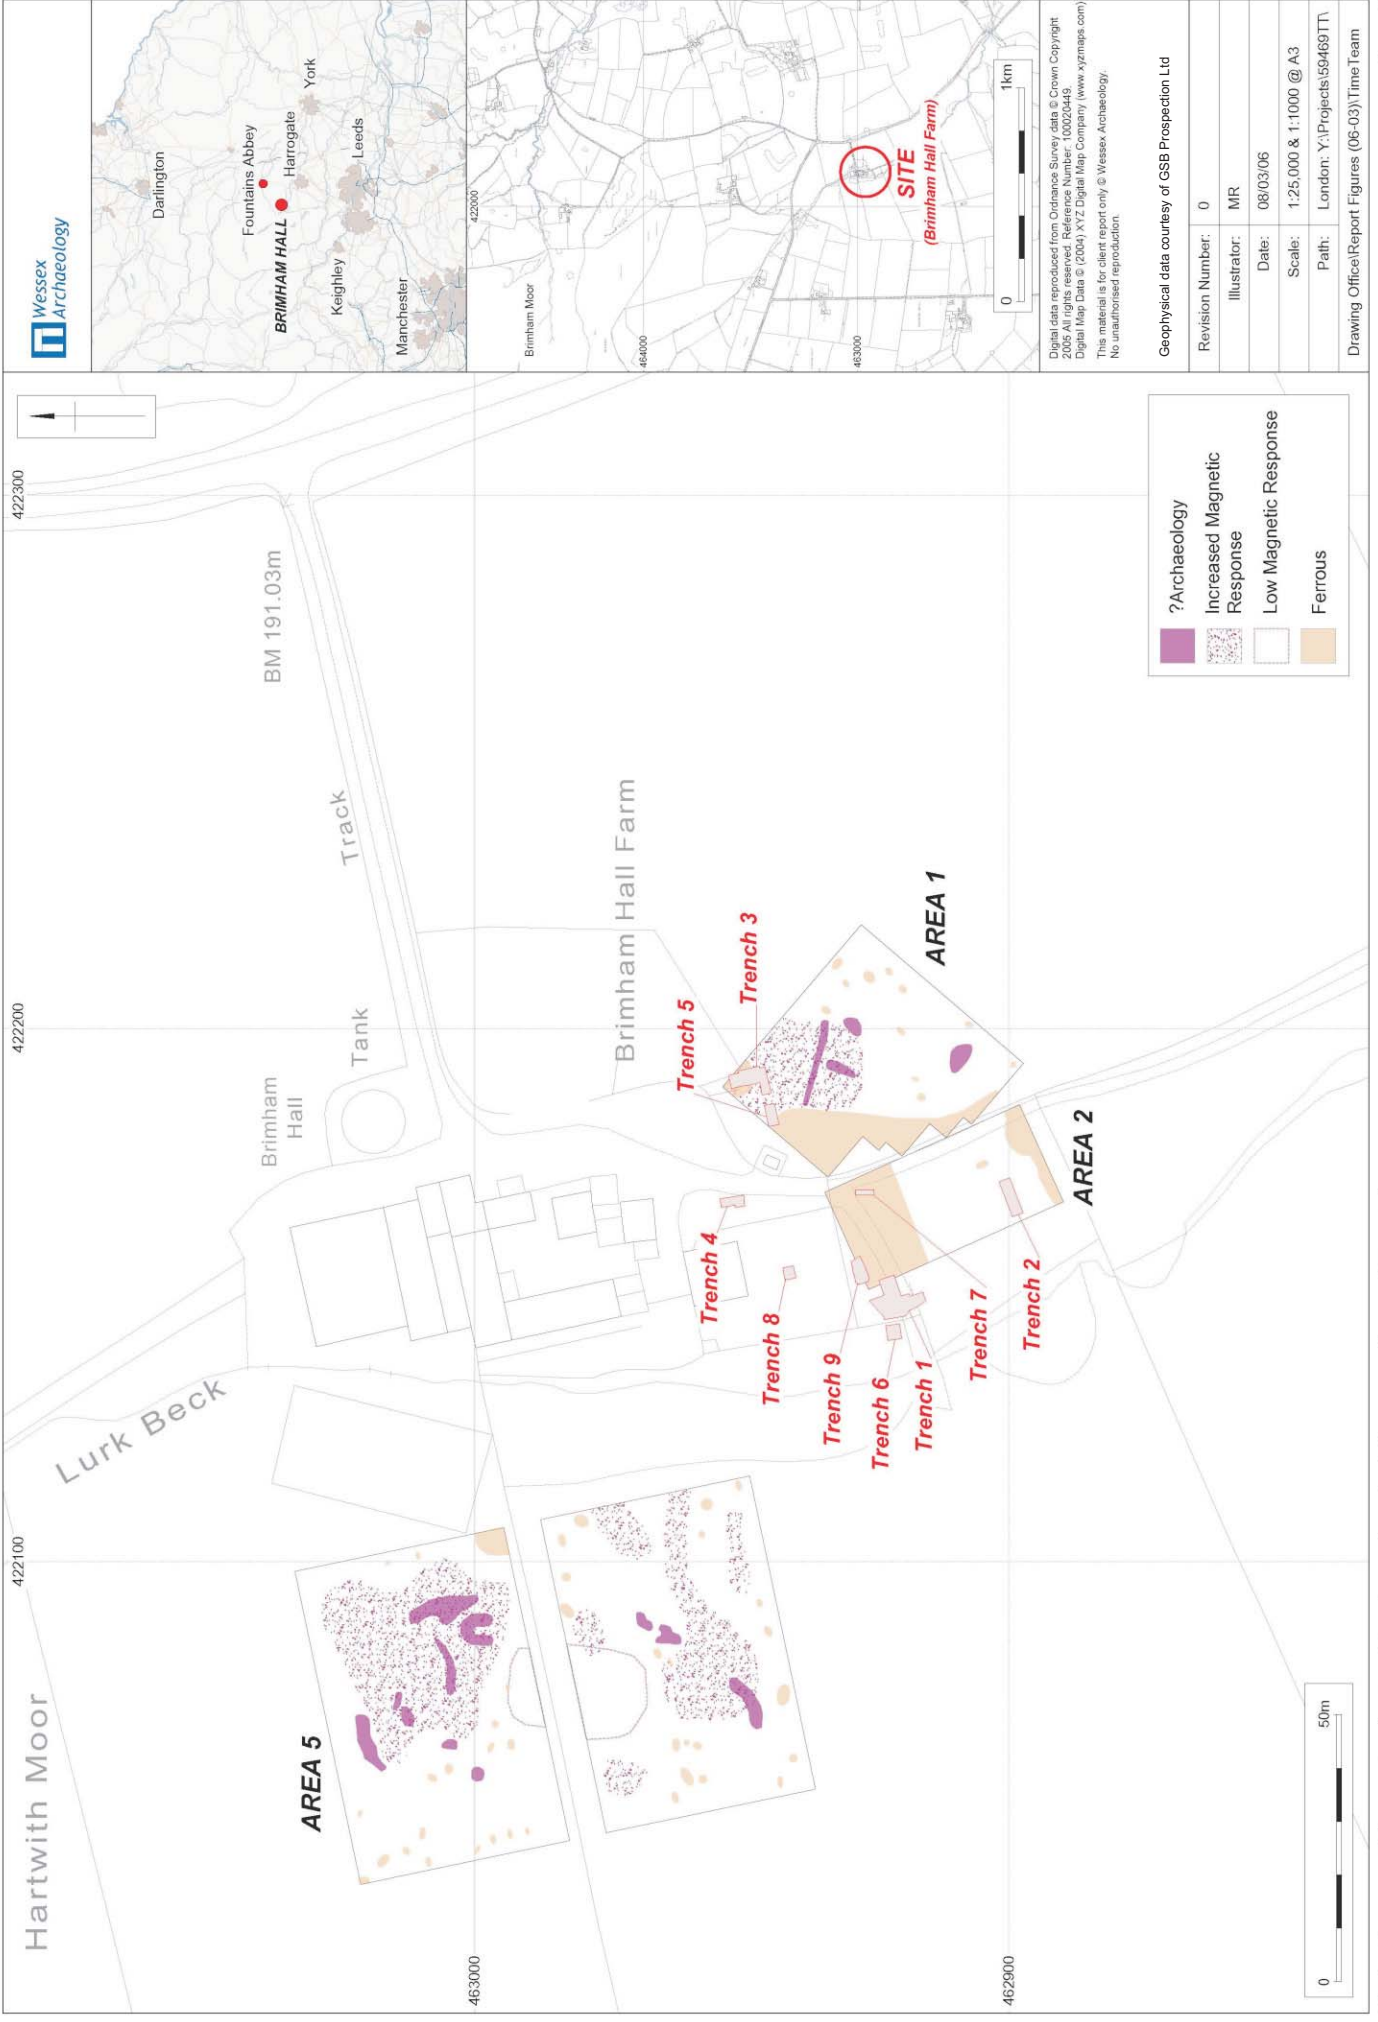 Wessex
Archaeology
Darlington
Fountains Abbey
Harrogate
York
BRIMHAM HALL
Keighley
Leeds
Manchester
422000
Brimham Moor
464000
463000
SITE
(Brimham Hall Farm)
0
1km
Digital data reproduced from Ordnance Survey data © Crown Copyright
2005 All rights reserved. Reference Number: 100020449.
Digital Map Data © (2004) XYZ Digital Map Company (www.xyzmaps.com)
This material is for client report only © Wessex Archaeology.
No unauthorised reproduction.
Geophysical data courtesy of GSB Prospection Ltd
Revision Number:
0
Illustrator:
MR
Date:
08/03/06
Scale:
1:25,000 & 1:1000 @ A3
Path:
London: Y:\Projects\59469TT\
Drawing Office\Report Figures (06-03)\TimeTeam
Hartwith Moor
422100
422200
422300
Lurk Beck
Brimham
Hall
Tank
Track
BM 191.03m
AREA 5
463000
Brimham Hall Farm
Trench 5
Trench 3
Trench 4
Trench 8
AREA 1
Trench 9
Trench 6
Trench 1
Trench 7
Trench 2
AREA 2
462900
?Archaeology
Increased Magnetic
Response
Low Magnetic Response
Ferrous
0
50m